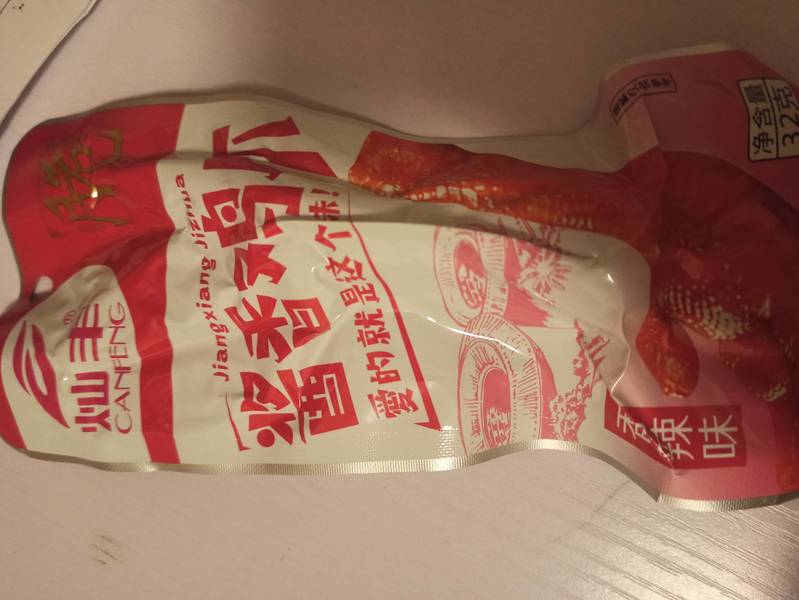 灿丰®
CANFENG
Jiangxiang Jizhua
酱香鸡爪
爱的就是这个味!
香辣味
净含量
32克